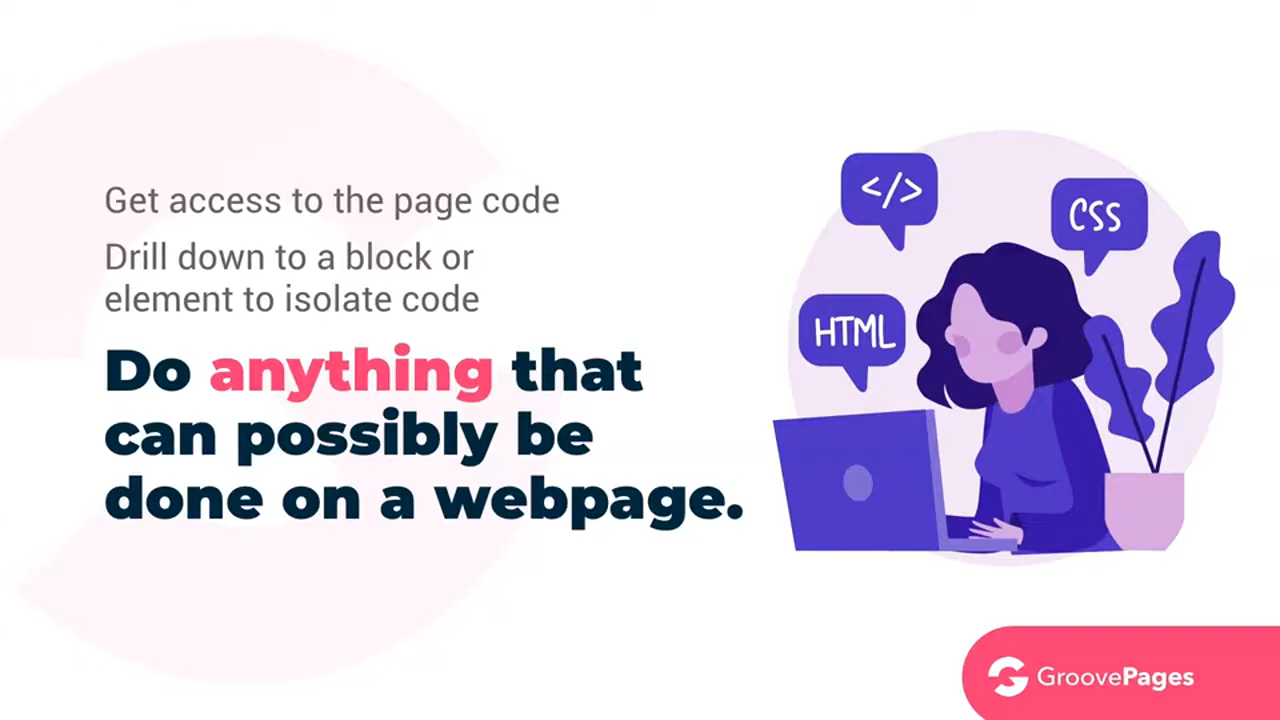 Get access to the page code
Drill down to a block or
element to isolate code
Do anything that
can possibly be
done on a webpage.
</>
CSS
HTML
GroovePages